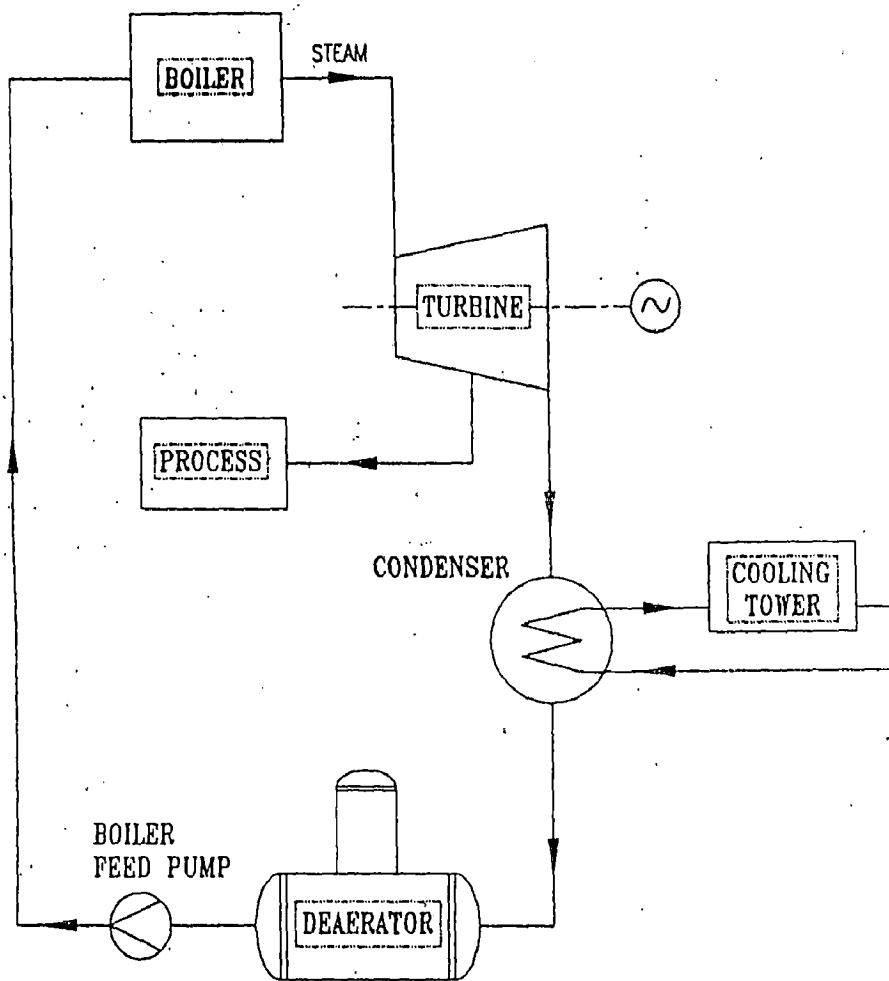 BOILER
STEAM
TURBINE
PROCESS
CONDENSER
COOLING
TOWER
BOILER
FEED PUMP
DEAERATOR